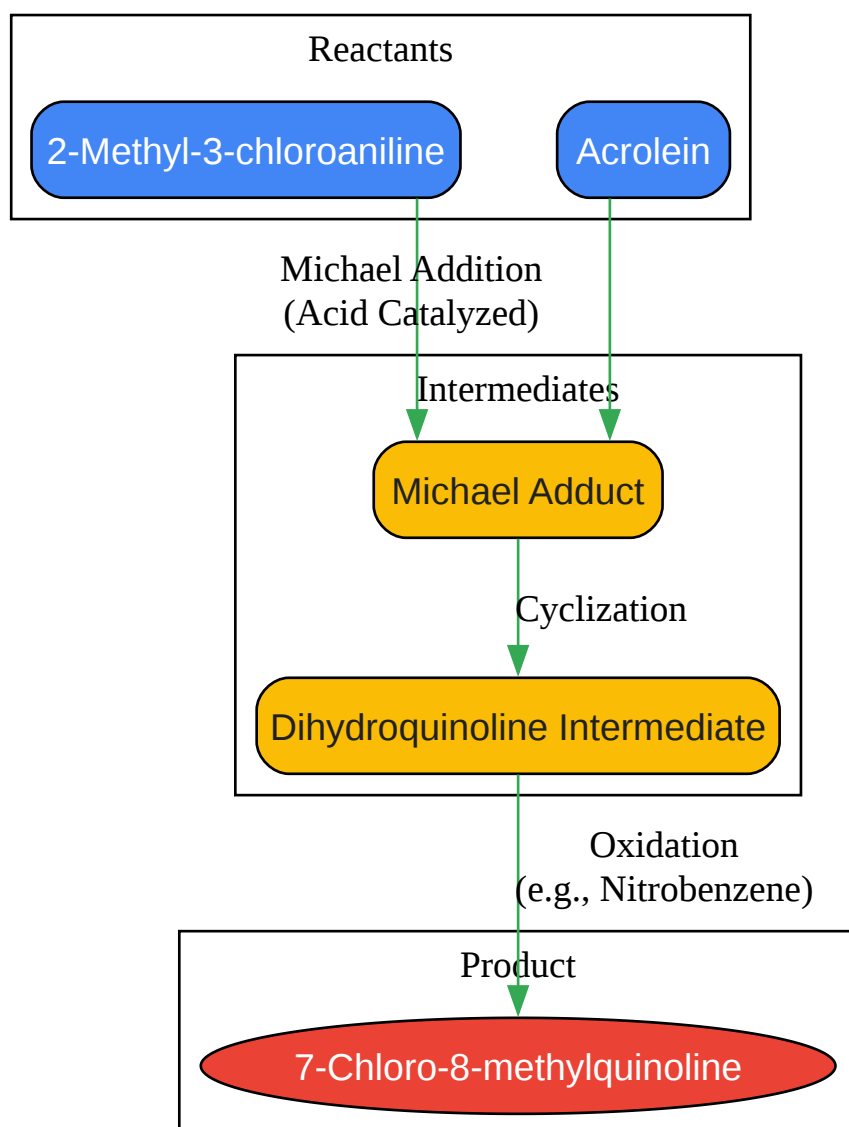 Reactants
2-Methyl-3-chloroaniline
Acrolein
Michael Addition
(Acid Catalyzed)
Intermediates
Michael Adduct
Cyclization
Dihydroquinoline Intermediate
Oxidation
(e.g., Nitrobenzene)
Product
7-Chloro-8-methylquinoline